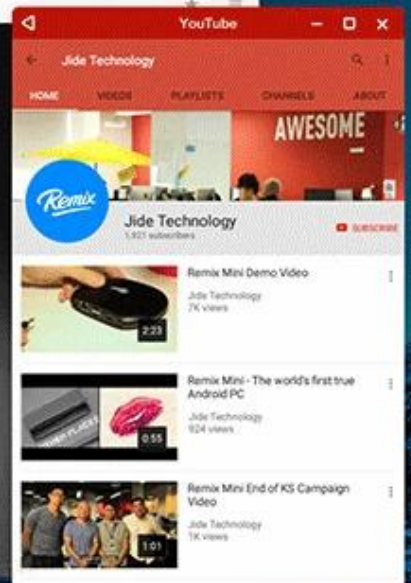 YouTube
Jide Technology
HOME VIDEOS PLAYLISTS CHANNELS ABOUT
AWESOME
Remix
Jide Technology
1,921 subscribers
SUBSCRIBE
Remix Mini Demo Video
Jide Technology
7K views
2:23
Remix Mini - The world's first true
Android PC
Jide Technology
924 views
0:55
Remix Mini End of KS Campaign
Video
Jide Technology
1K views
1:01